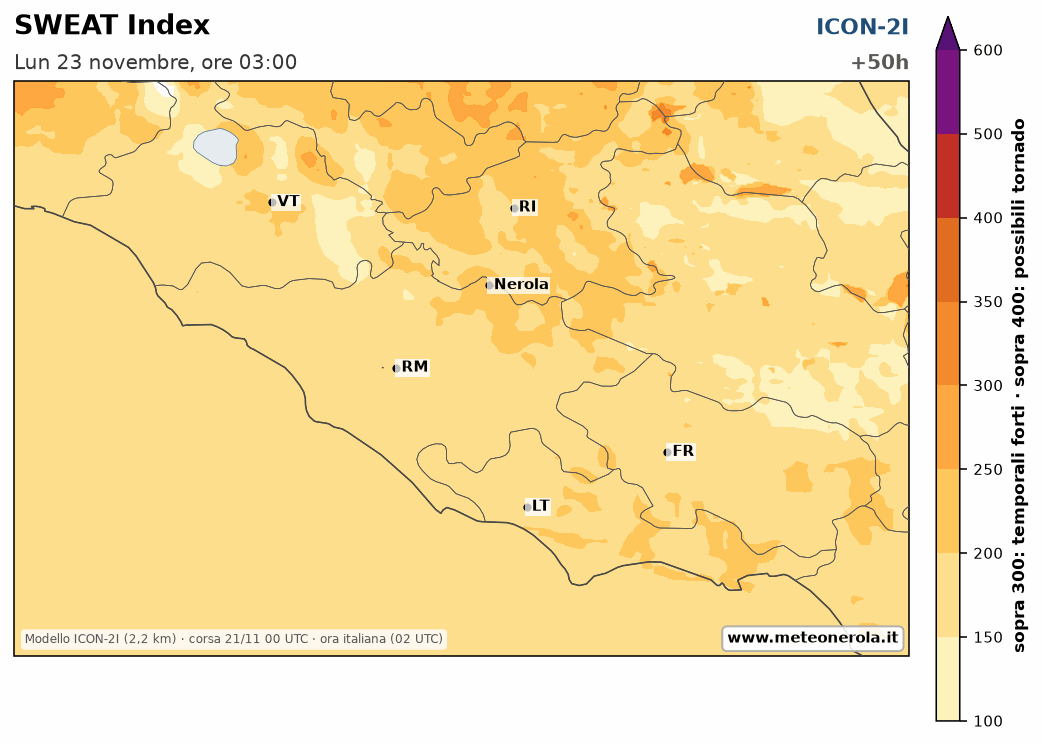 SWEAT Index
ICON-2I
Lun 23 novembre, ore 03:00
+50h
600
500
400
350
300
250
200
150
100
sopra 300: temporali forti · sopra 400: possibili tornado
VT
RI
Nerola
RM
FR
LT
Modello ICON-2I (2,2 km) · corsa 21/11 00 UTC · ora italiana (02 UTC)
www.meteonerola.it